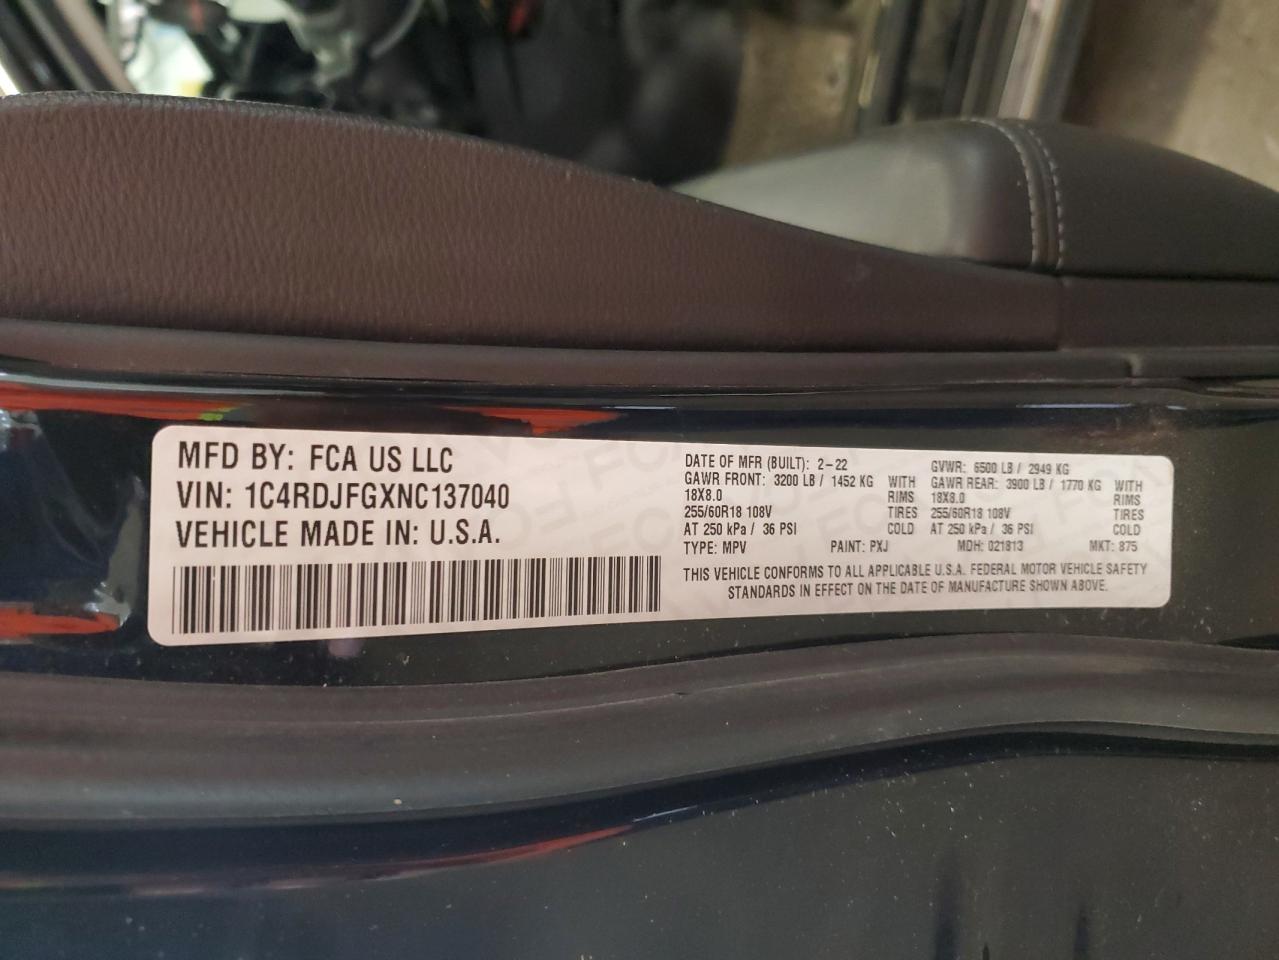 MFD BY: FCA US LLC
VIN: 1C4RDJFGXNC137040
VEHICLE MADE IN: U.S.A.
DATE OF MFR (BUILT): 2-22 GVWR: 6500 LB / 2949 KG
GAWR FRONT: 3200 LB / 1452 KG WITH GAWR REAR: 3900 LB / 1770 KG WITH
18X8.0 RIMS 18X8.0 RIMS
255/60R18 108V TIRES 255/60R18 108V TIRES
AT 250 kPa / 36 PSI COLD AT 250 kPa / 36 PSI COLD
TYPE: MPV PAINT: PXJ MDH: 021813 MKT: 875
THIS VEHICLE CONFORMS TO ALL APPLICABLE U.S.A. FEDERAL MOTOR VEHICLE SAFETY
STANDARDS IN EFFECT ON THE DATE OF MANUFACTURE SHOWN ABOVE.